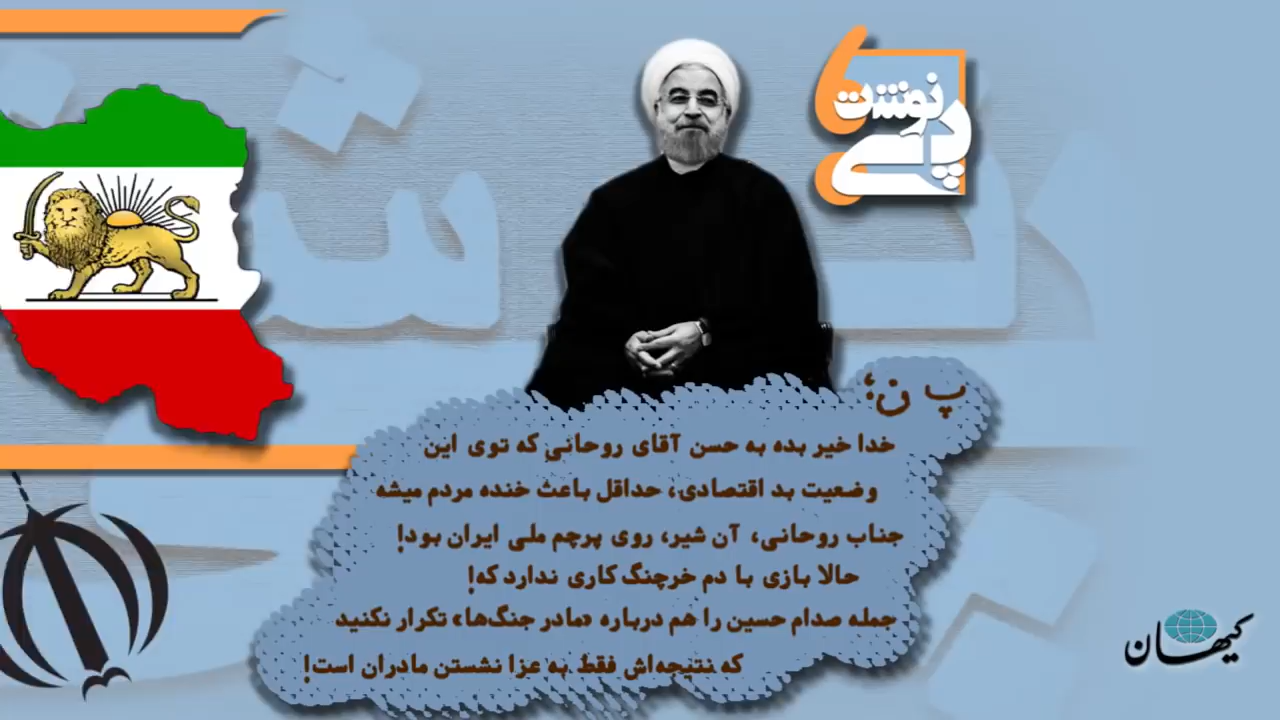 پی نوشت
پ ن؛
خدا خیر بده به حسن آقای روحانی که توی این
وضعیت بد اقتصادی، حداقل باعث خنده مردم میشه
جناب روحانی، آن شیر، روی پرچم ملی ایران بود!
حالا بازی با دم خرچنگ کاری ندارد که!
جمله صدام حسین را هم درباره «مادر جنگ‌ها» تکرار نکنید
که نتیجه‌اش فقط به عزا نشستن مادران است!
کیهان